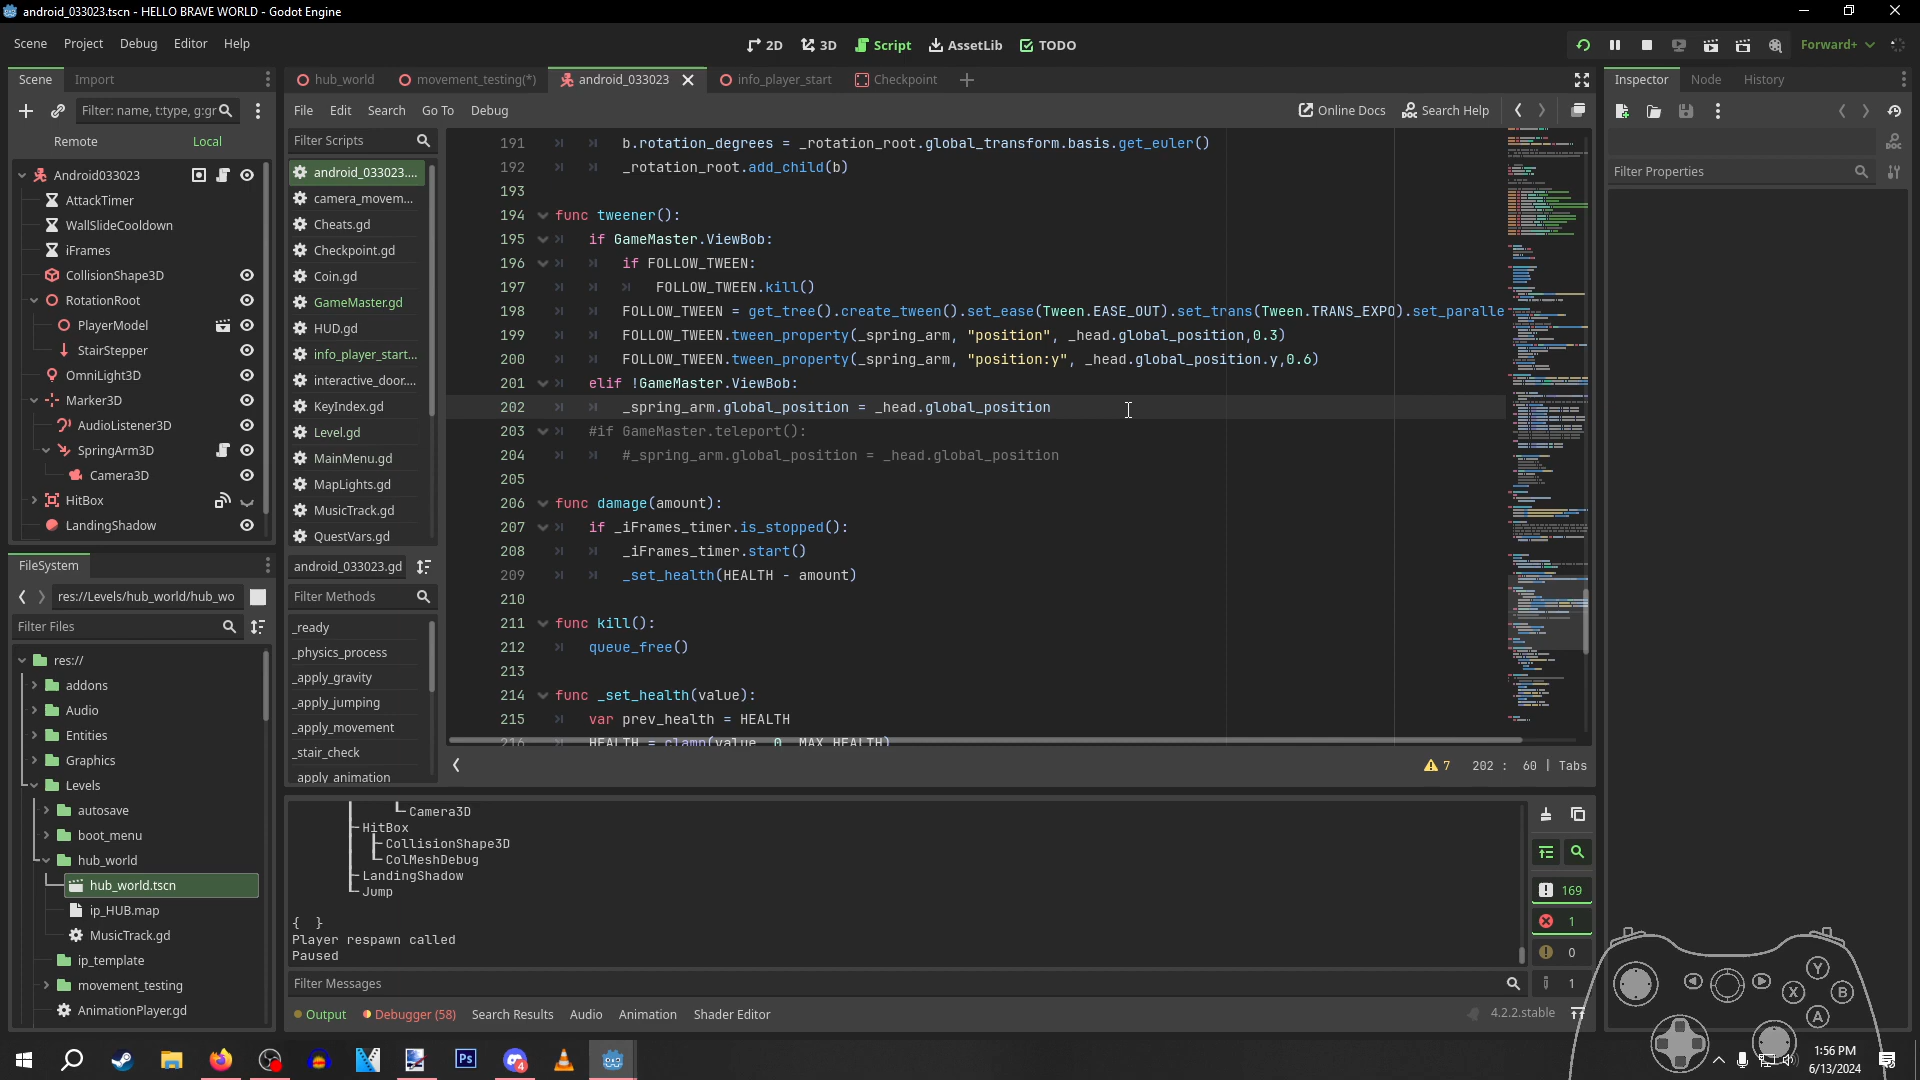 android_033023.tscn - HELLO BRAVE WORLD - Godot Engine
Scene Project Debug Editor Help
2D 3D Script AssetLib TODO
Forward+
Scene Import
hub_world movement_testing(*) android_033023 info_player_start Checkpoint
Inspector Node History
Filter: name, t:type, g:gr
File Edit Search Go To Debug
Online Docs Search Help
Remote Local
Filter Scripts
Filter Properties
DOC
Android033023
AttackTimer
WallSlideCooldown
iFrames
CollisionShape3D
RotationRoot
PlayerModel
StairStepper
OmniLight3D
Marker3D
AudioListener3D
SpringArm3D
Camera3D
HitBox
LandingShadow
android_033023....
camera_movem...
Cheats.gd
Checkpoint.gd
Coin.gd
GameMaster.gd
HUD.gd
info_player_start...
interactive_door....
KeyIndex.gd
Level.gd
MainMenu.gd
MapLights.gd
MusicTrack.gd
QuestVars.gd
android_033023.gd
Filter Methods
_ready
_physics_process
_apply_gravity
_apply_jumping
_apply_movement
_stair_check
_apply_animation
191 b.rotation_degrees = _rotation_root.global_transform.basis.get_euler()
192 _rotation_root.add_child(b)
193
194 func tweener():
195 if GameMaster.ViewBob:
196 if FOLLOW_TWEEN:
197 FOLLOW_TWEEN.kill()
198 FOLLOW_TWEEN = get_tree().create_tween().set_ease(Tween.EASE_OUT).set_trans(Tween.TRANS_EXPO).set_paralle
199 FOLLOW_TWEEN.tween_property(_spring_arm, "position", _head.global_position,0.3)
200 FOLLOW_TWEEN.tween_property(_spring_arm, "position:y", _head.global_position.y,0.6)
201 elif !GameMaster.ViewBob:
202 _spring_arm.global_position = _head.global_position
203 #if GameMaster.teleport():
204 #_spring_arm.global_position = _head.global_position
205
206 func damage(amount):
207 if _iFrames_timer.is_stopped():
208 _iFrames_timer.start()
209 _set_health(HEALTH - amount)
210
211 func kill():
212 queue_free()
213
214 func _set_health(value):
215 var prev_health = HEALTH
216 HEALTH = clamp(value, 0, MAX_HEALTH)
7 202 : 60 | Tabs
FileSystem
res://Levels/hub_world/hub_wo
Filter Files
res://
addons
Audio
Entities
Graphics
Levels
autosave
boot_menu
hub_world
hub_world.tscn
ip_HUB.map
MusicTrack.gd
ip_template
movement_testing
AnimationPlayer.gd
Camera3D
HitBox
CollisionShape3D
ColMeshDebug
LandingShadow
Jump
{ }
Player respawn called
Paused
169
1
0
1
Filter Messages
Output Debugger (58) Search Results Audio Animation Shader Editor
4.2.2.stable
Y
X B
A
Ps
4
1:56 PM
6/13/2024